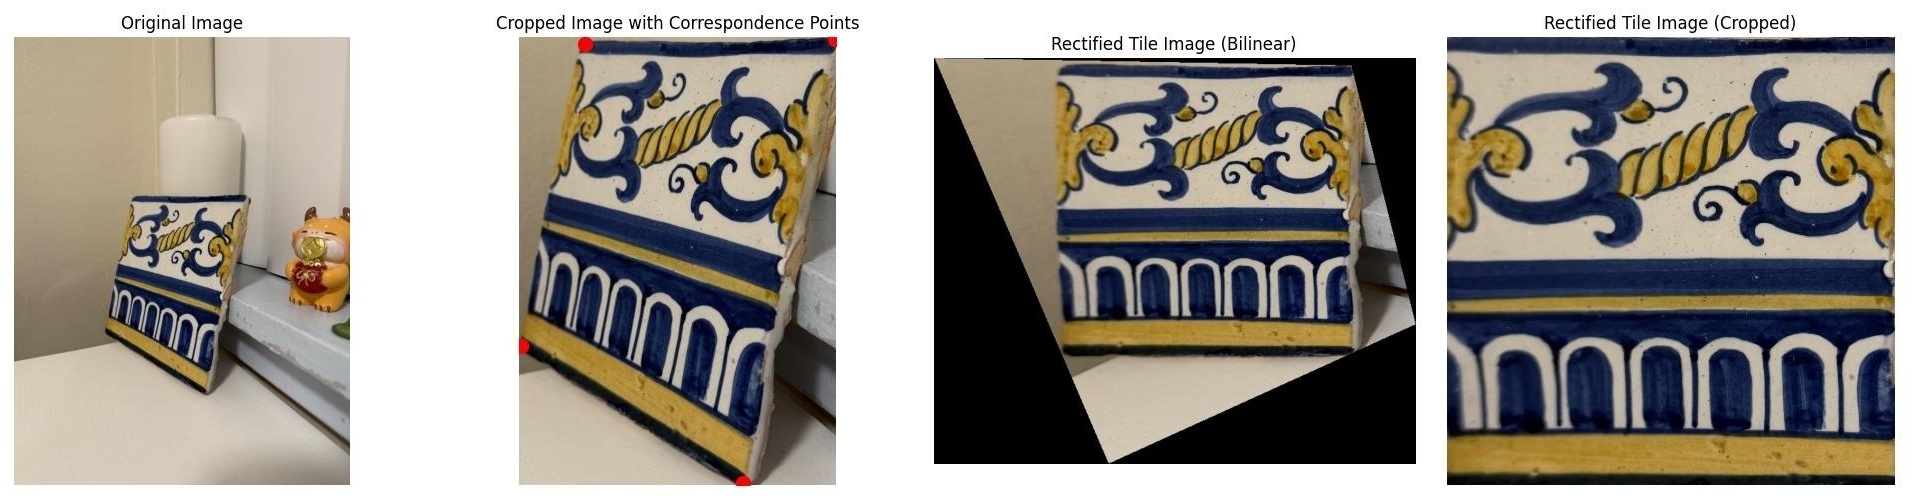 Original Image
Cropped Image with Correspondence Points
Rectified Tile Image (Bilinear)
Rectified Tile Image (Cropped)